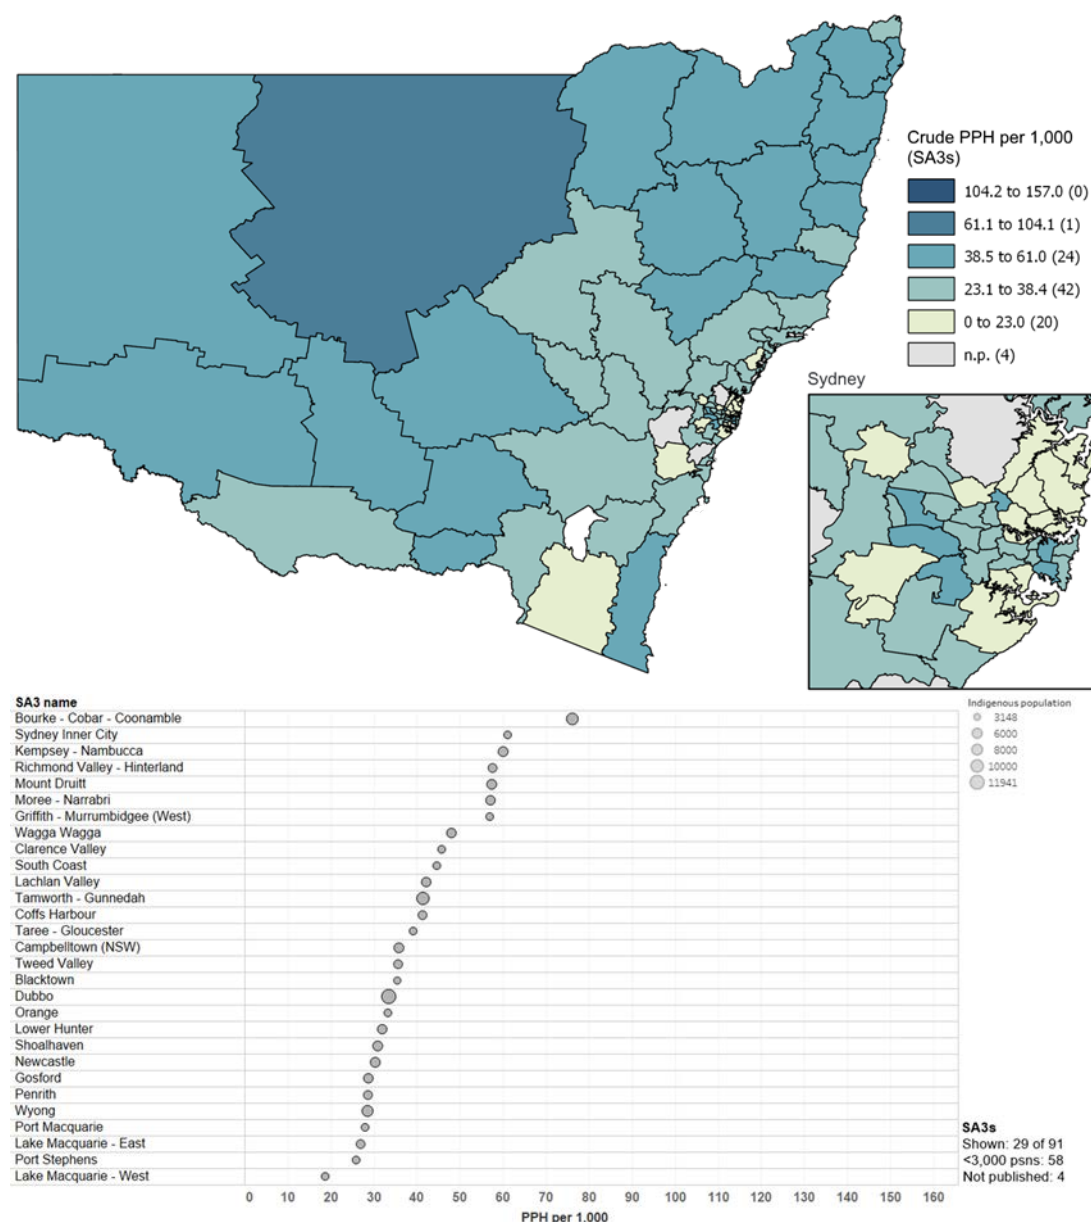 Crude PPH per 1,000
(SA3s)
104.2 to 157.0 (0)
61.1 to 104.1 (1)
38.5 to 61.0 (24)
23.1 to 38.4 (42)
0 to 23.0 (20)
n.p. (4)
Sydney
SA3 name
Bourke - Cobar - Coonamble
Sydney Inner City
Kempsey - Nambucca
Richmond Valley - Hinterland
Mount Druitt
Moree - Narrabri
Griffith - Murrumbidgee (West)
Wagga Wagga
Clarence Valley
South Coast
Lachlan Valley
Tamworth - Gunnedah
Coffs Harbour
Taree - Gloucester
Campbelltown (NSW)
Tweed Valley
Blacktown
Dubbo
Orange
Lower Hunter
Shoalhaven
Newcastle
Gosford
Penrith
Wyong
Port Macquarie
Lake Macquarie - East
Port Stephens
Lake Macquarie - West
0 10 20 30 40 50 60 70 80 90 100 110 120 130 140 150 160
PPH per 1,000
Indigenous population
3148
6000
8000
10000
11941
SA3s
Shown: 29 of 91
<3,000 psns: 58
Not published: 4